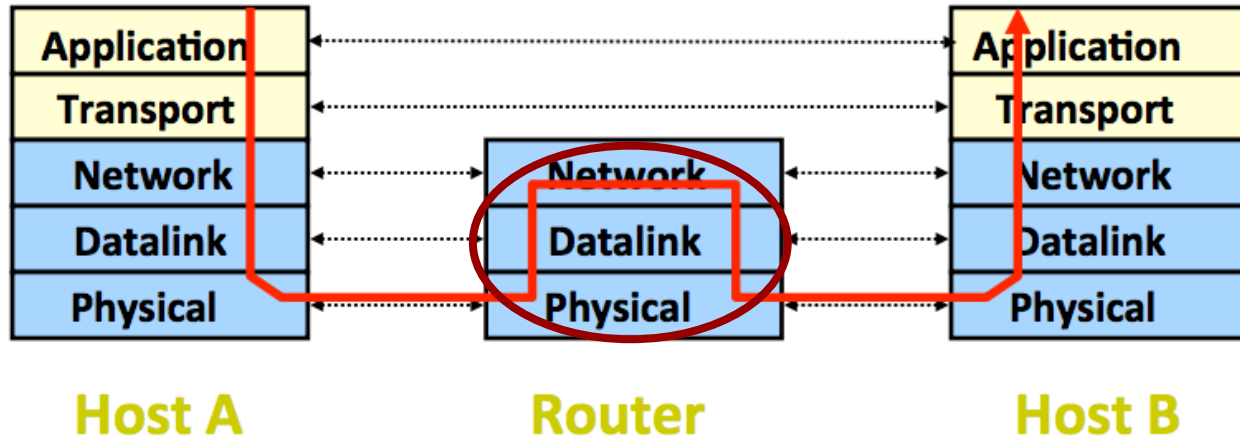 Application
Transport
Network
Datalink
Physical
Host A
Network
Datalink
Physical
Router
Application
Transport
Network
Datalink
Physical
Host B